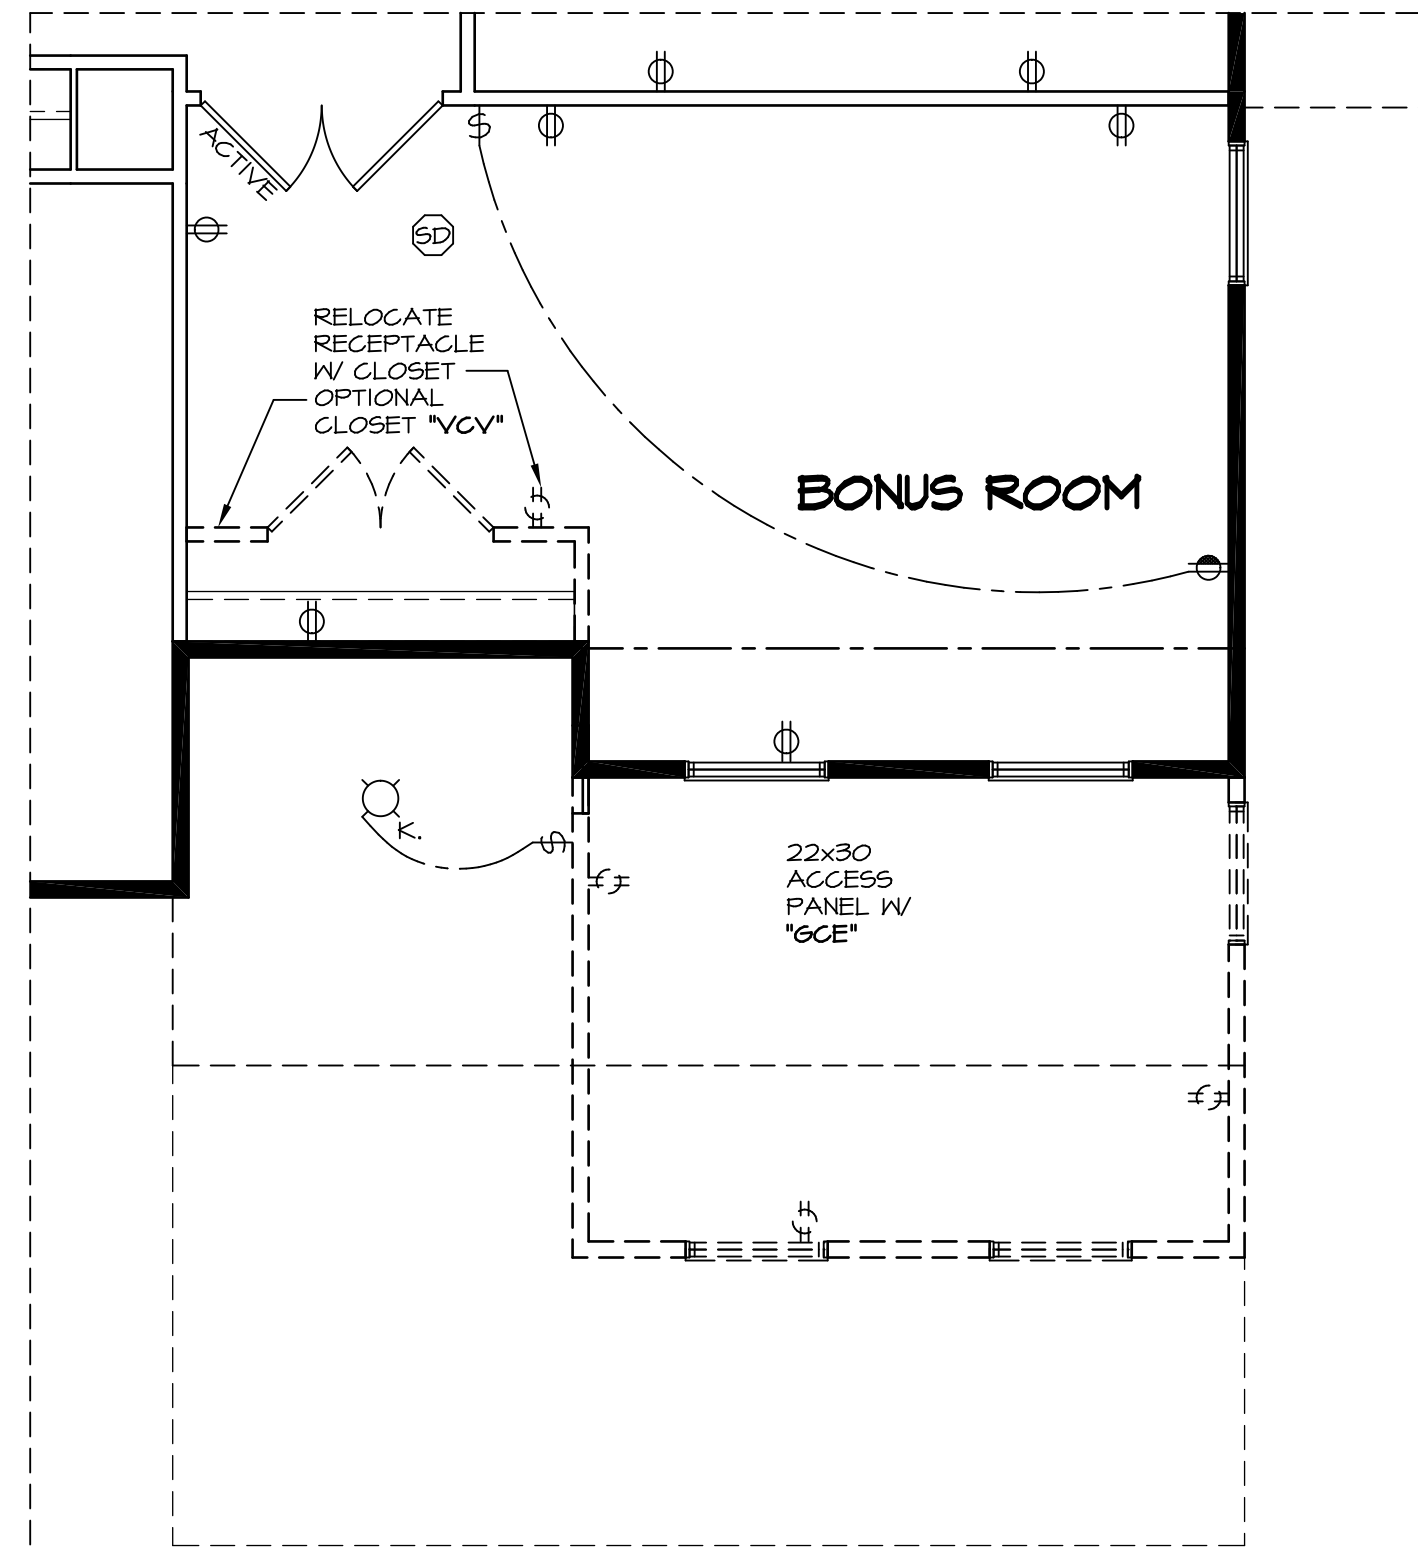 S
ACTIVE
SD
RELOCATE
RECEPTACLE
W/ CLOSET
OPTIONAL
CLOSET "VCV"
BONUS ROOM
K.
S
22x30
ACCESS
PANEL W/
"GCE"